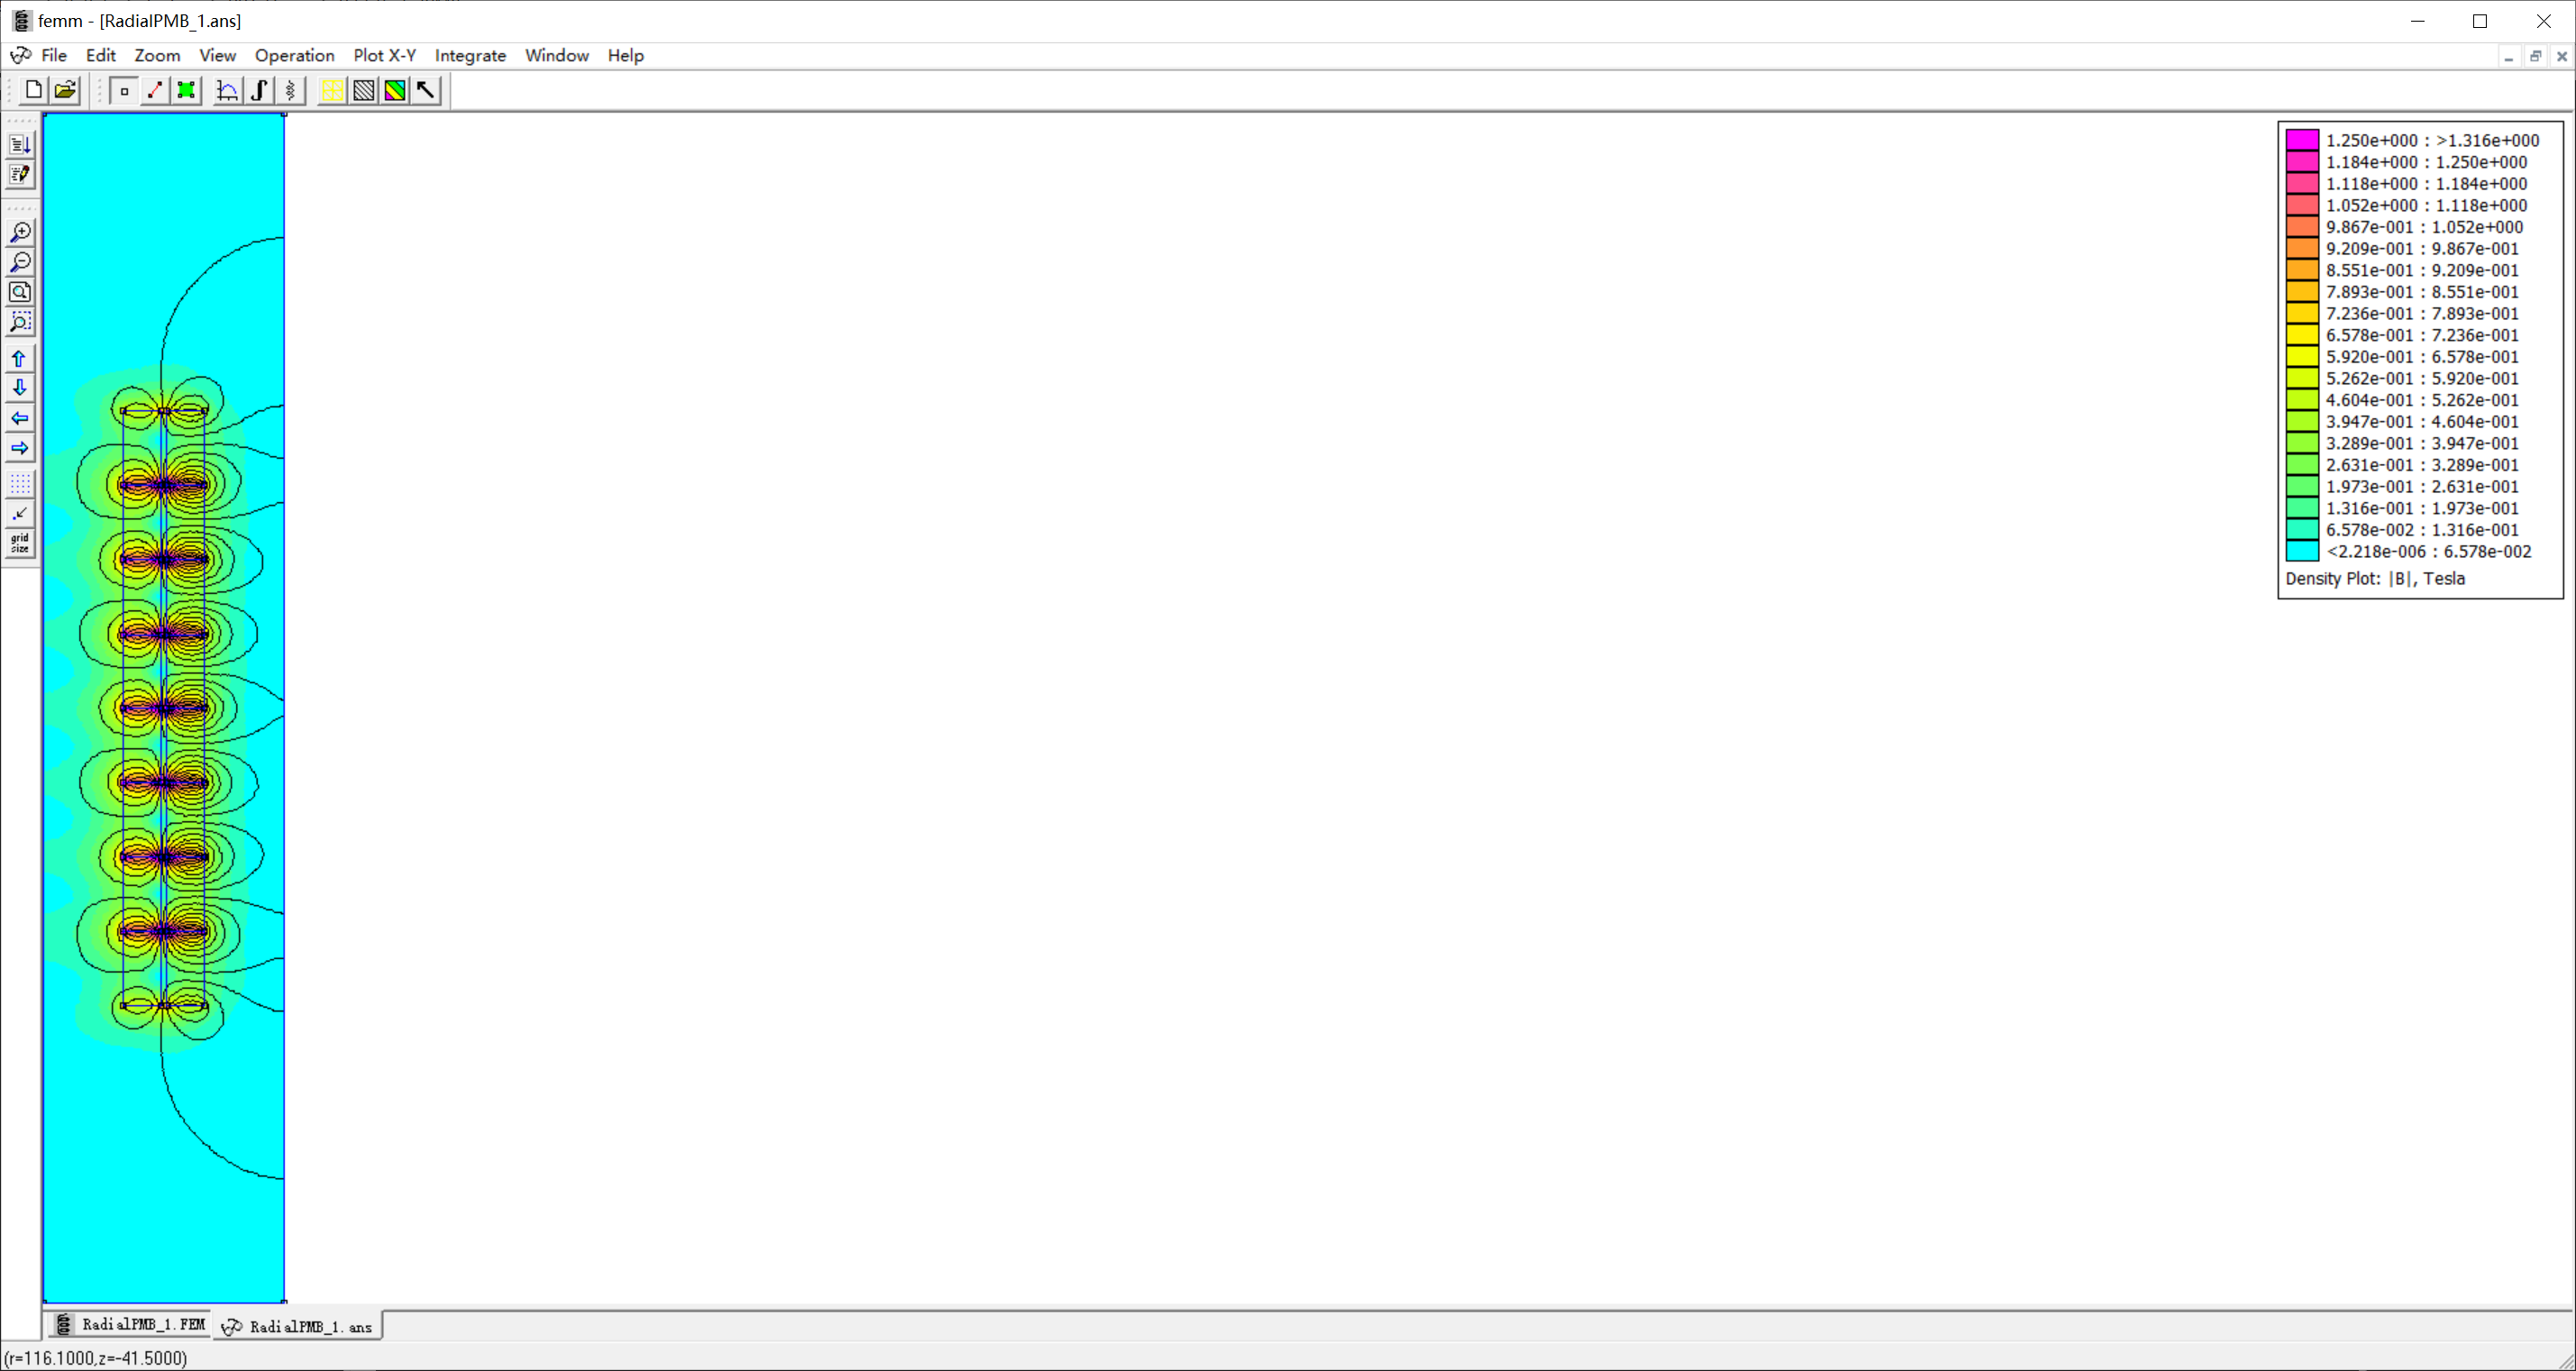 femm - [RadialPMB_1.ans]
File Edit Zoom View Operation Plot X-Y Integrate Window Help
grid
size
1.250e+000 : >1.316e+000
1.184e+000 : 1.250e+000
1.118e+000 : 1.184e+000
1.052e+000 : 1.118e+000
9.867e-001 : 1.052e+000
9.209e-001 : 9.867e-001
8.551e-001 : 9.209e-001
7.893e-001 : 8.551e-001
7.236e-001 : 7.893e-001
6.578e-001 : 7.236e-001
5.920e-001 : 6.578e-001
5.262e-001 : 5.920e-001
4.604e-001 : 5.262e-001
3.947e-001 : 4.604e-001
3.289e-001 : 3.947e-001
2.631e-001 : 3.289e-001
1.973e-001 : 2.631e-001
1.316e-001 : 1.973e-001
6.578e-002 : 1.316e-001
<2.218e-006 : 6.578e-002
Density Plot: |B|, Tesla
RadialPMB_1.FEM RadialPMB_1.ans
(r=116.1000,z=-41.5000)